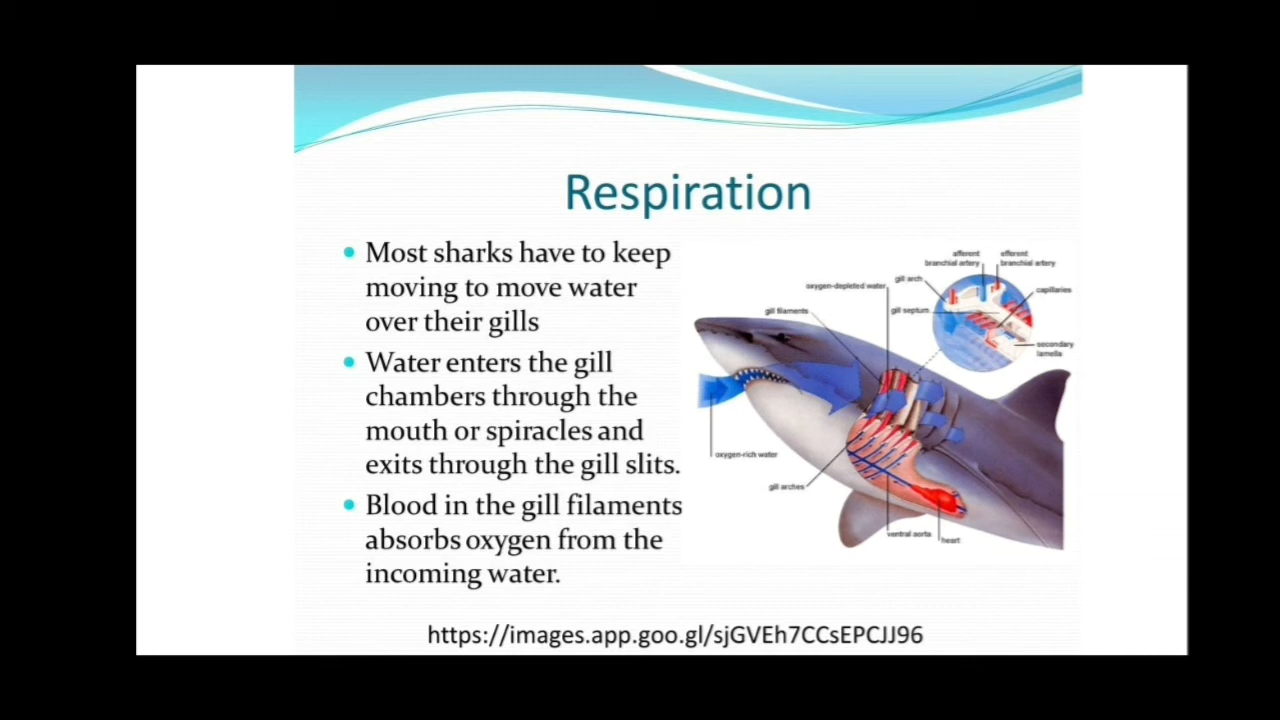 Respiration
• Most sharks have to keep
moving to move water
over their gills
• Water enters the gill
chambers through the
mouth or spiracles and
exits through the gill slits.
• Blood in the gill filaments
absorbs oxygen from the
incoming water.
afferent
branchial artery
efferent
branchial artery
gill arch
capillaries
oxygen-depleted water
gill septum
gill filaments
secondary
lamella
oxygen-rich water
gill arches
ventral aorta
heart
https://images.app.goo.gl/sjGVEh7CCsEPCJJ96